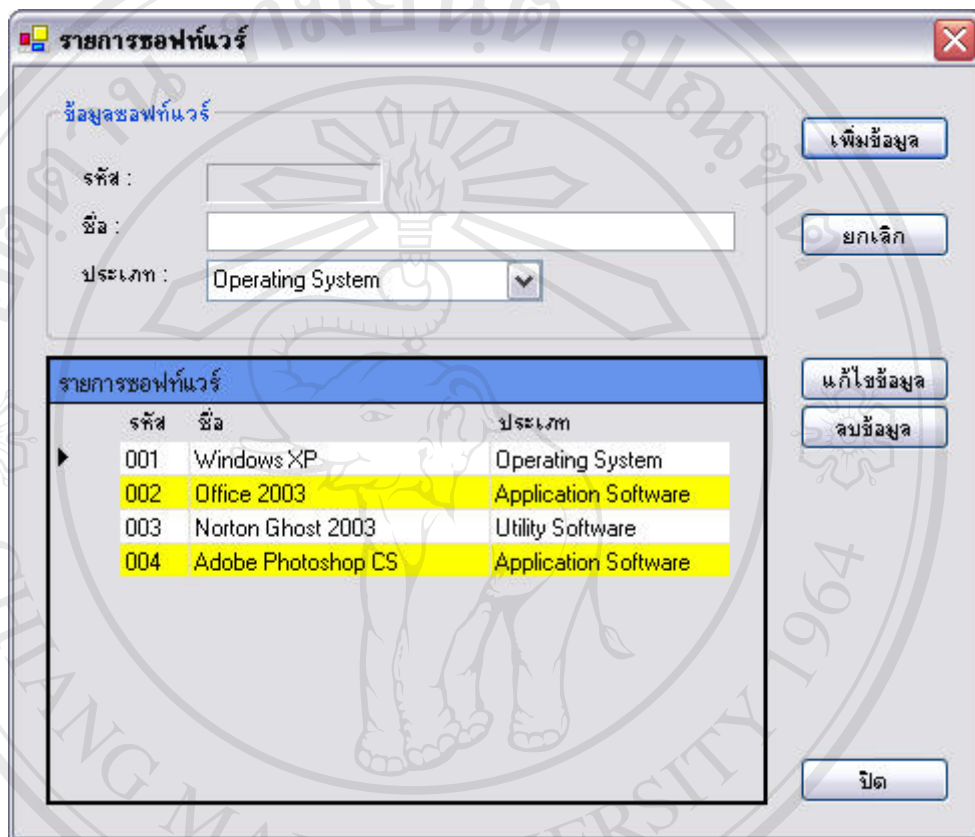 รายการซอฟท์แวร์
ข้อมูลซอฟท์แวร์
รหัส :
ชื่อ :
ประเภท : Operating System
เพิ่มข้อมูล
ยกเลิก
รายการซอฟท์แวร์
รหัส ชื่อ ประเภท
001 Windows XP Operating System
002 Office 2003 Application Software
003 Norton Ghost 2003 Utility Software
004 Adobe Photoshop CS Application Software
แก้ไขข้อมูล
ลบข้อมูล
ปิด
1964